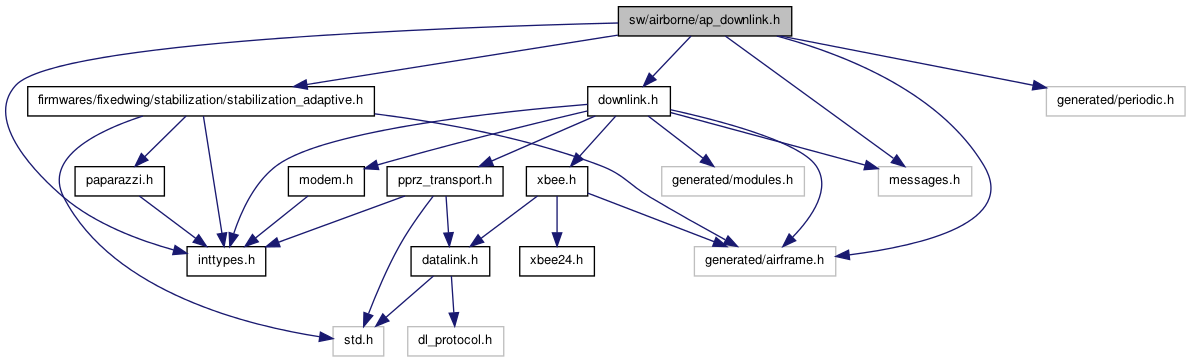 sw/airborne/ap_downlink.h
firmwares/fixedwing/stabilization/stabilization_adaptive.h
downlink.h
generated/periodic.h
paparazzi.h
modem.h
pprz_transport.h
xbee.h
generated/modules.h
messages.h
inttypes.h
datalink.h
xbee24.h
generated/airframe.h
std.h
dl_protocol.h